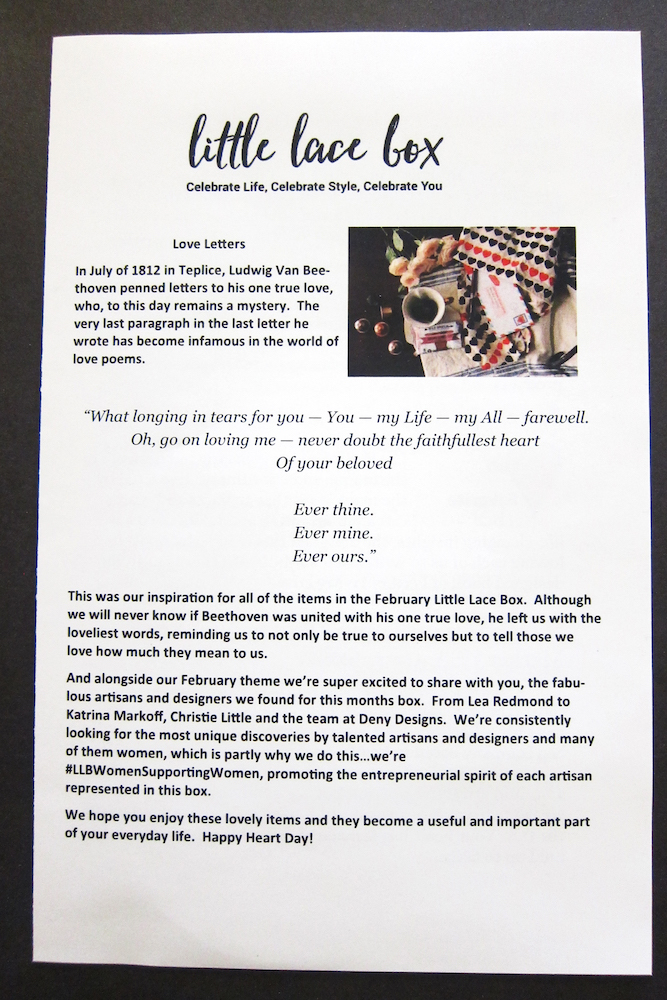 little lace box
Celebrate Life, Celebrate Style, Celebrate You
Love Letters
In July of 1812 in Teplice, Ludwig Van Bee-
thoven penned letters to his one true love,
who, to this day remains a mystery.  The
very last paragraph in the last letter he
wrote has become infamous in the world of
love poems.
“What longing in tears for you — You — my Life — my All — farewell.
Oh, go on loving me — never doubt the faithfullest heart
Of your beloved
Ever thine.
Ever mine.
Ever ours.”
This was our inspiration for all of the items in the February Little Lace Box.  Although
we will never know if Beethoven was united with his one true love, he left us with the
loveliest words, reminding us to not only be true to ourselves but to tell those we
love how much they mean to us.
And alongside our February theme we’re super excited to share with you, the fabu-
lous artisans and designers we found for this months box.  From Lea Redmond to
Katrina Markoff, Christie Little and the team at Deny Designs.  We’re consistently
looking for the most unique discoveries by talented artisans and designers and many
of them women, which is partly why we do this...we’re
#LLBWomenSupportingWomen, promoting the entrepreneurial spirit of each artisan
represented in this box.
We hope you enjoy these lovely items and they become a useful and important part
of your everyday life.  Happy Heart Day!